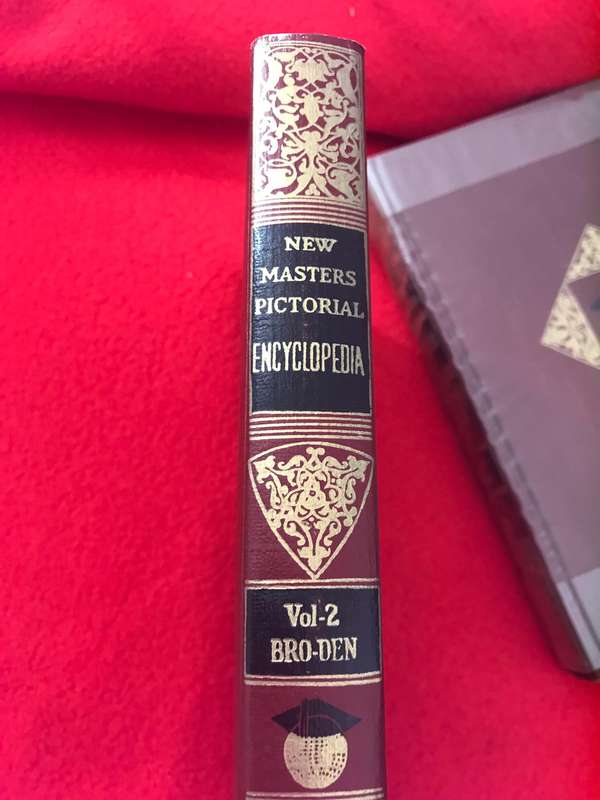 NEW
MASTERS
PICTORIAL
ENCYCLOPEDIA
Vol-2
BRO-DEN